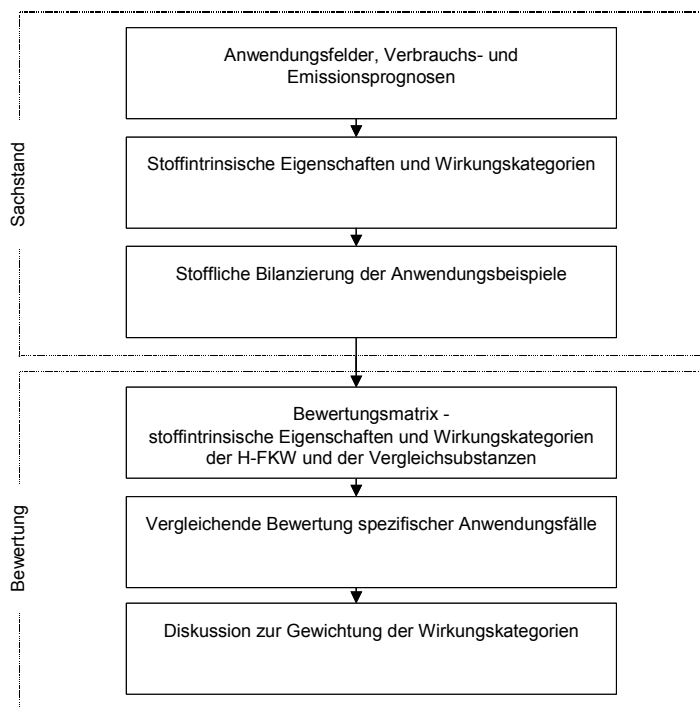 Sachstand
Anwendungsfelder, Verbrauchs- und
Emissionsprognosen
Stoffintrinsische Eigenschaften und Wirkungskategorien
Stoffliche Bilanzierung der Anwendungsbeispiele
Bewertung
Bewertungsmatrix -
stoffintrinsische Eigenschaften und Wirkungskategorien
der H-FKW und der Vergleichsubstanzen
Vergleichende Bewertung spezifischer Anwendungsfälle
Diskussion zur Gewichtung der Wirkungskategorien